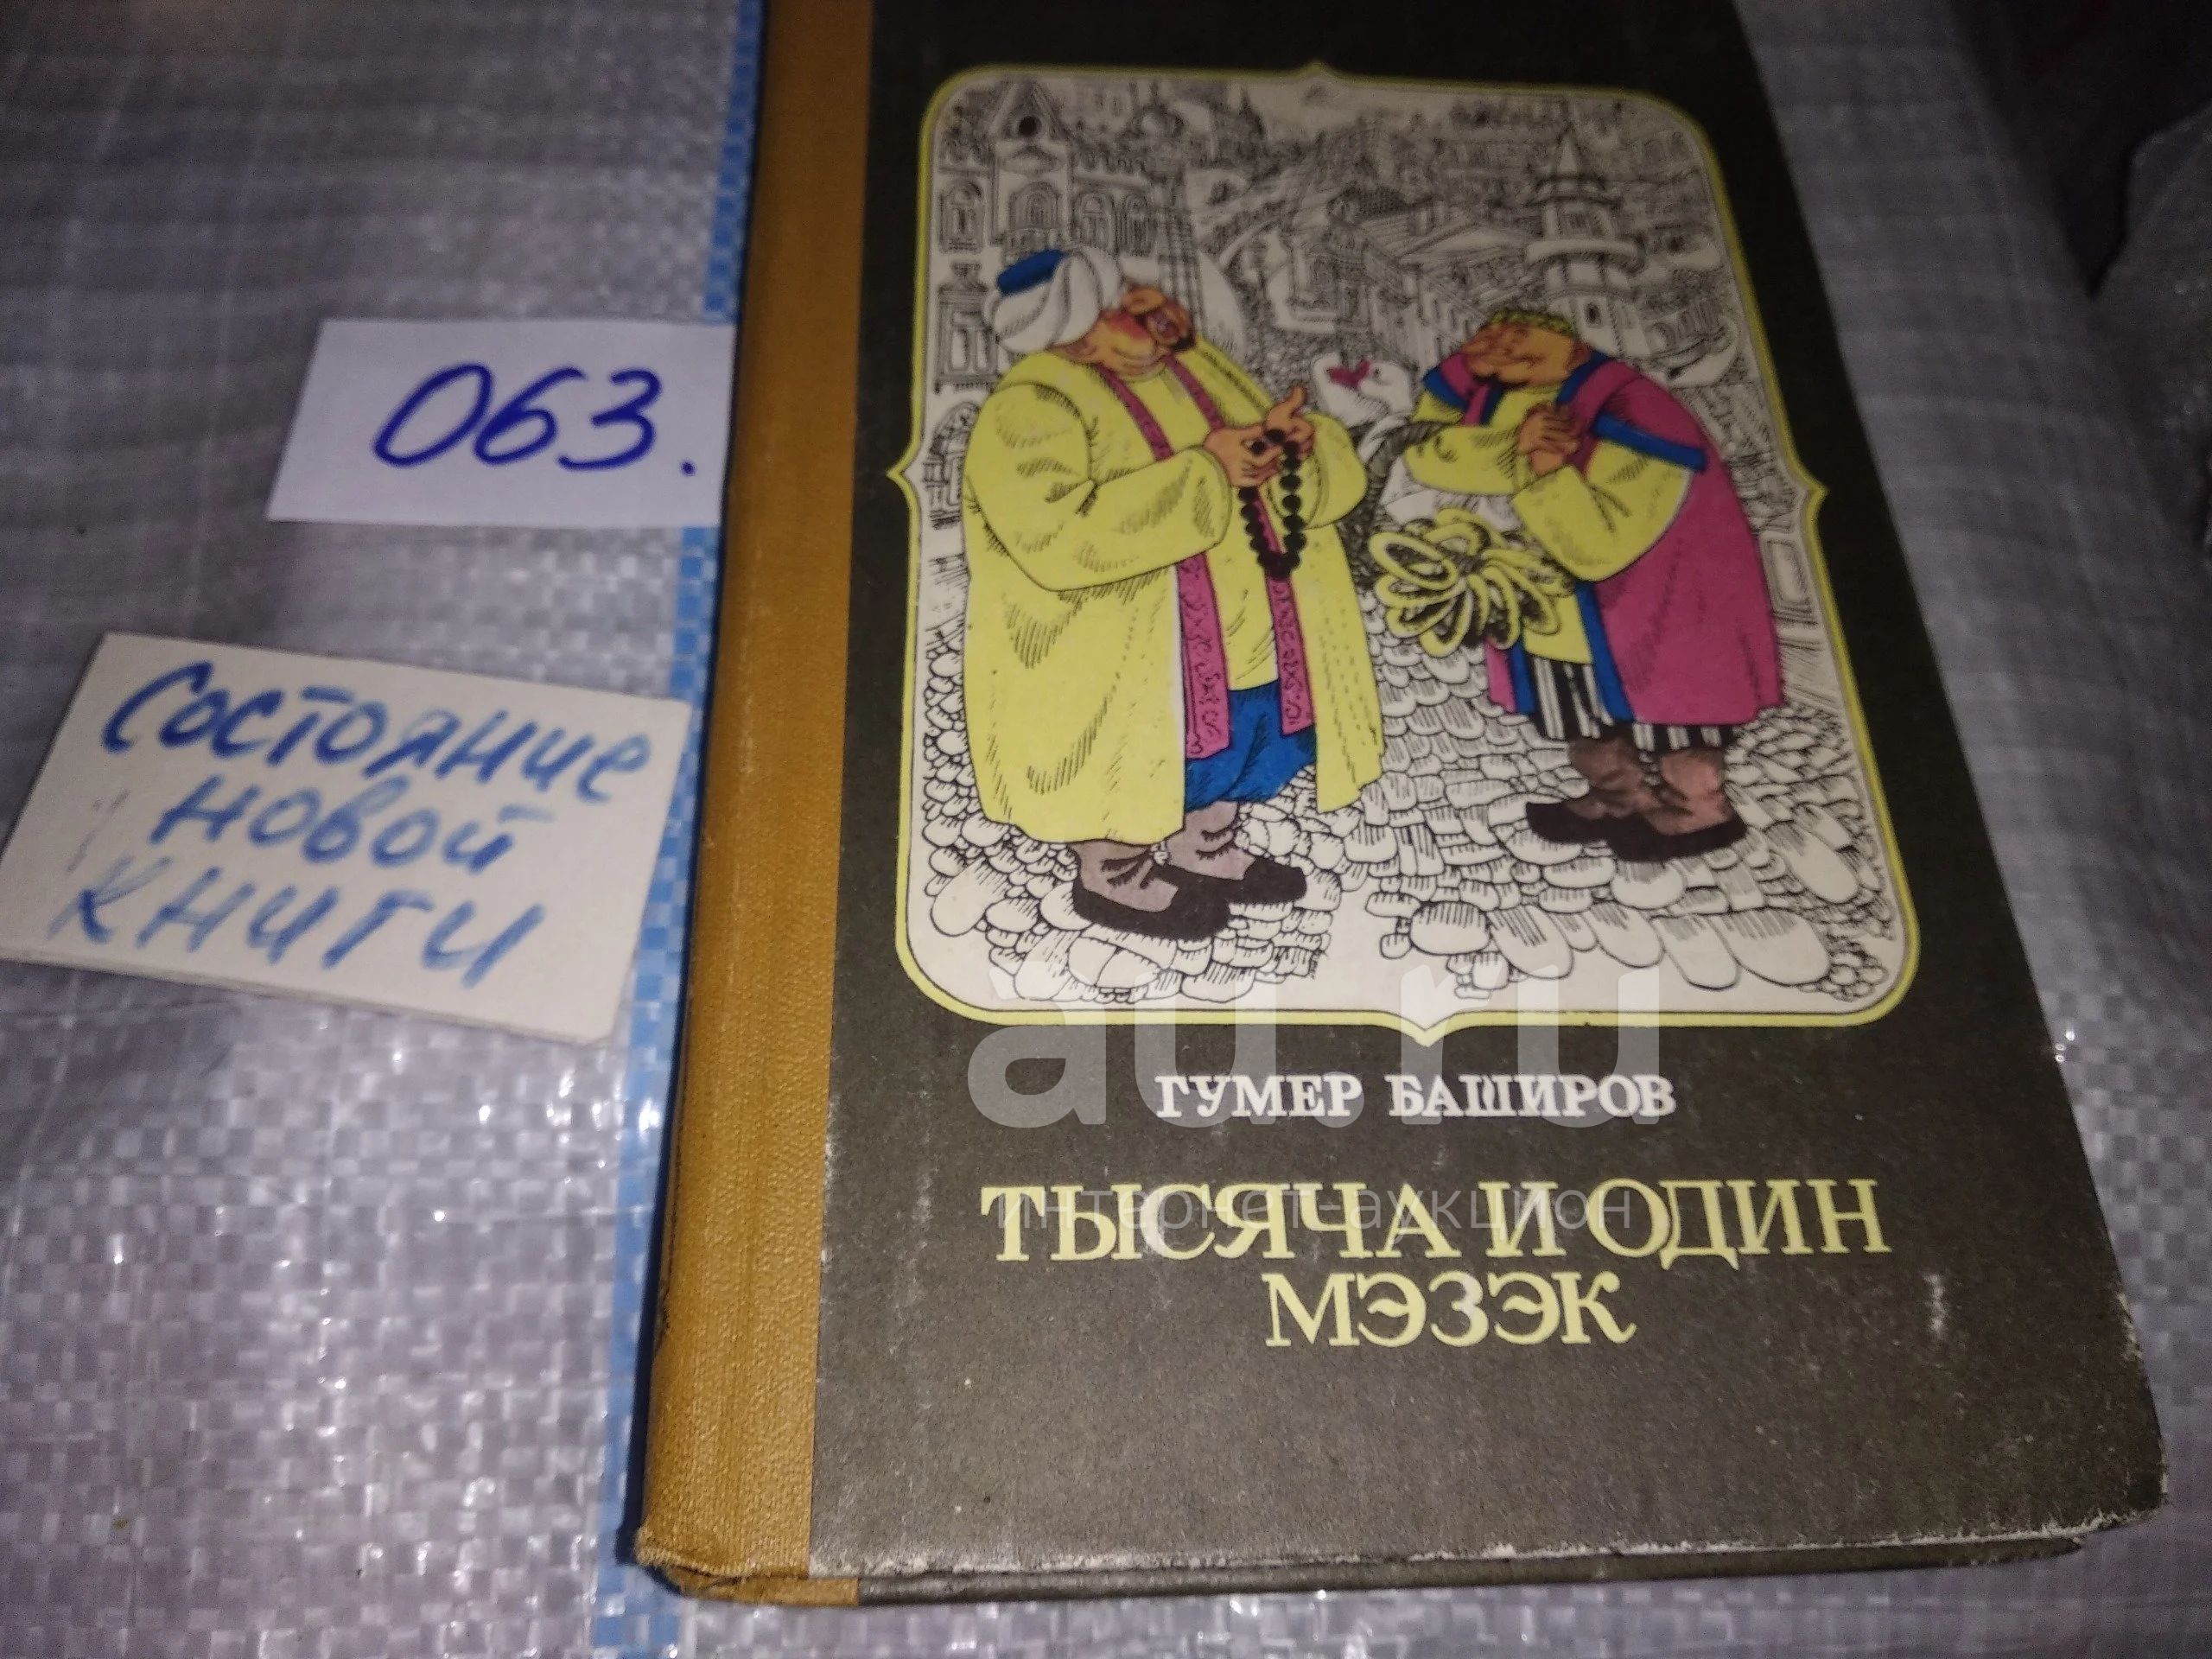 063.
Состояние
новой
книги
au.ru
интернет-аукцион
ГУМЕР БАШИРОВ
ТЫСЯЧА И ОДИН
МЭЗЭК